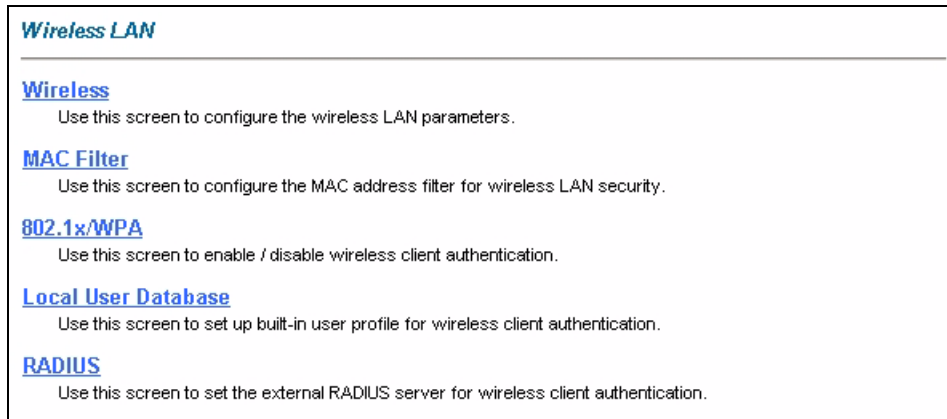 Wireless LAN
Wireless
Use this screen to configure the wireless LAN parameters.
MAC Filter
Use this screen to configure the MAC address filter for wireless LAN security.
802.1x/WPA
Use this screen to enable / disable wireless client authentication.
Local User Database
Use this screen to set up built-in user profile for wireless client authentication.
RADIUS
Use this screen to set the external RADIUS server for wireless client authentication.